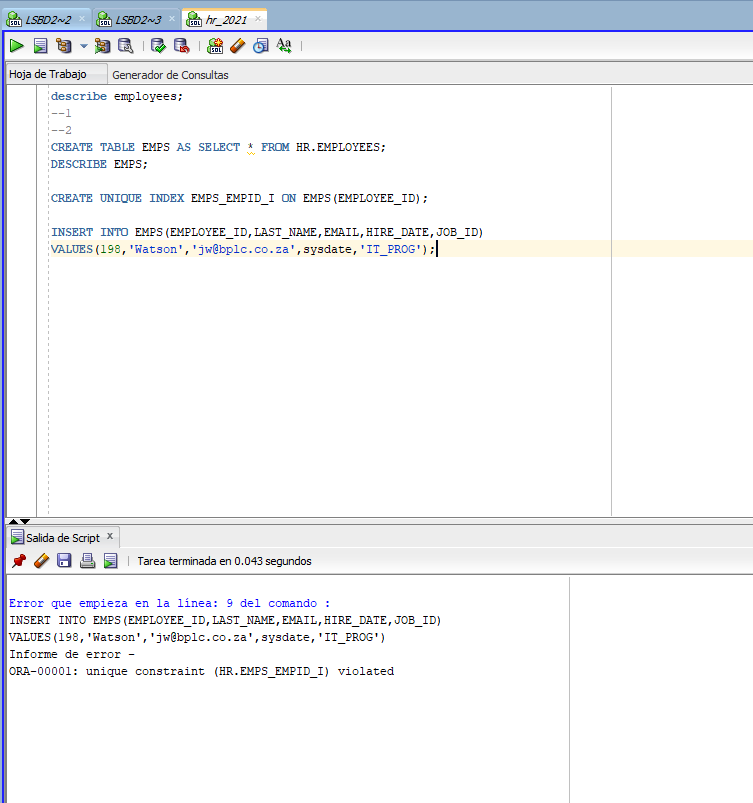 LSBD2~2
LSBD2~3
hr_2021
Hoja de Trabajo
Generador de Consultas
describe employees;
--1
--2
CREATE TABLE EMPS AS SELECT * FROM HR.EMPLOYEES;
DESCRIBE EMPS;
CREATE UNIQUE INDEX EMPS_EMPID_I ON EMPS(EMPLOYEE_ID);
INSERT INTO EMPS(EMPLOYEE_ID,LAST_NAME,EMAIL,HIRE_DATE,JOB_ID)
VALUES(198,'Watson','jw@bplc.co.za',sysdate,'IT_PROG');
Salida de Script
Tarea terminada en 0.043 segundos
Error que empieza en la línea: 9 del comando :
INSERT INTO EMPS(EMPLOYEE_ID,LAST_NAME,EMAIL,HIRE_DATE,JOB_ID)
VALUES(198,'Watson','jw@bplc.co.za',sysdate,'IT_PROG')
Informe de error -
ORA-00001: unique constraint (HR.EMPS_EMPID_I) violated